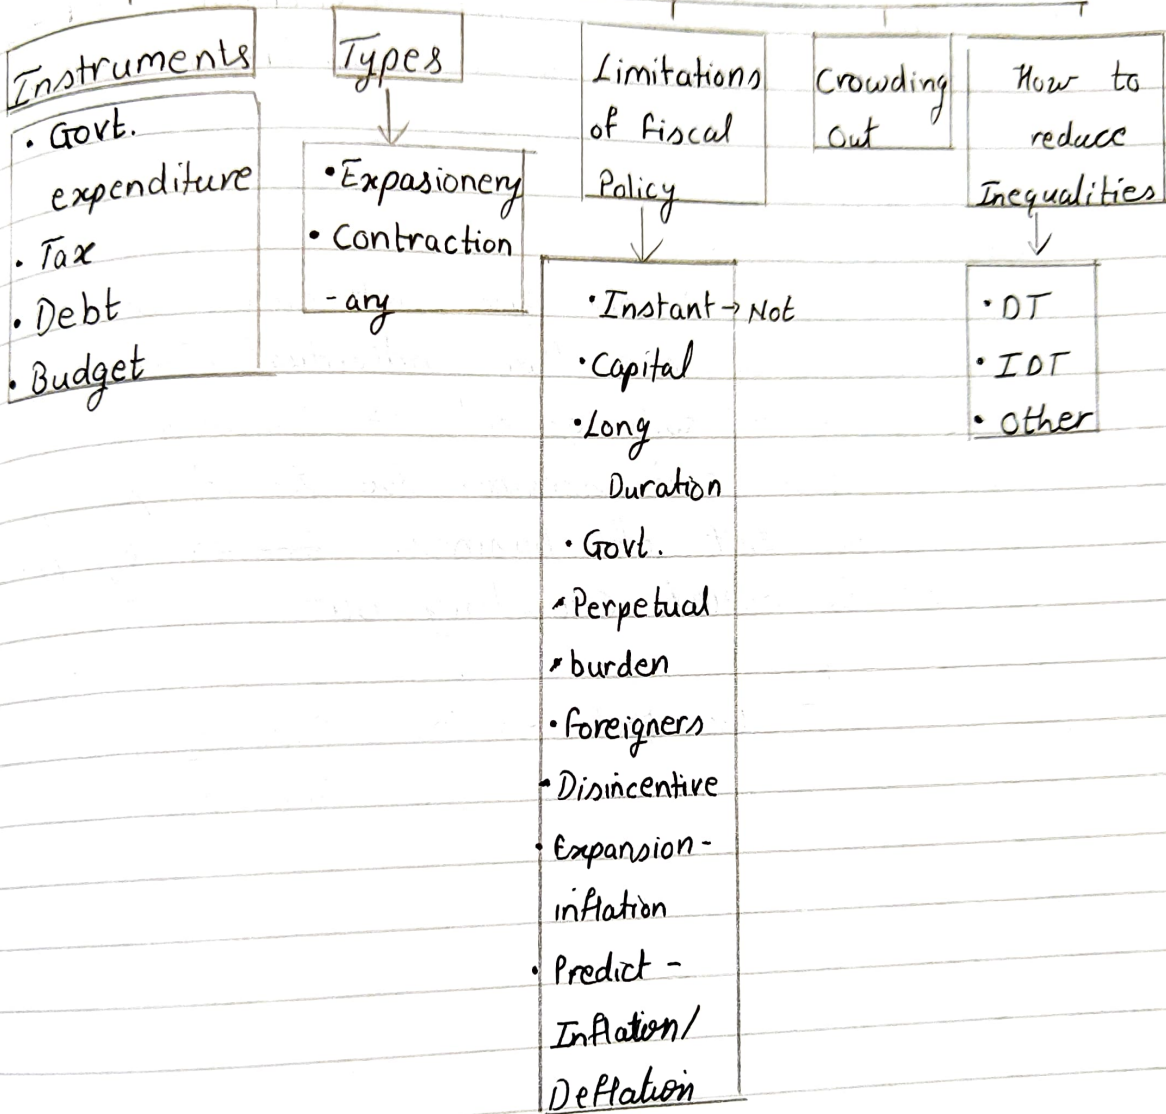 Instruments
• Govt.
expenditure
• Tax
• Debt
• Budget
Types
• Expasionery
• Contraction
- ary
Limitations
of Fiscal
Policy
• Instant → Not
• Capital
• Long
Duration
• Govt.
• Perpetual
• burden
• Foreigners
• Disincentive
• Expansion -
inflation
• Predict -
Inflation/
Deflation
Crowding
Out
How to
reduce
Inequalities
• DT
• IDT
• Other